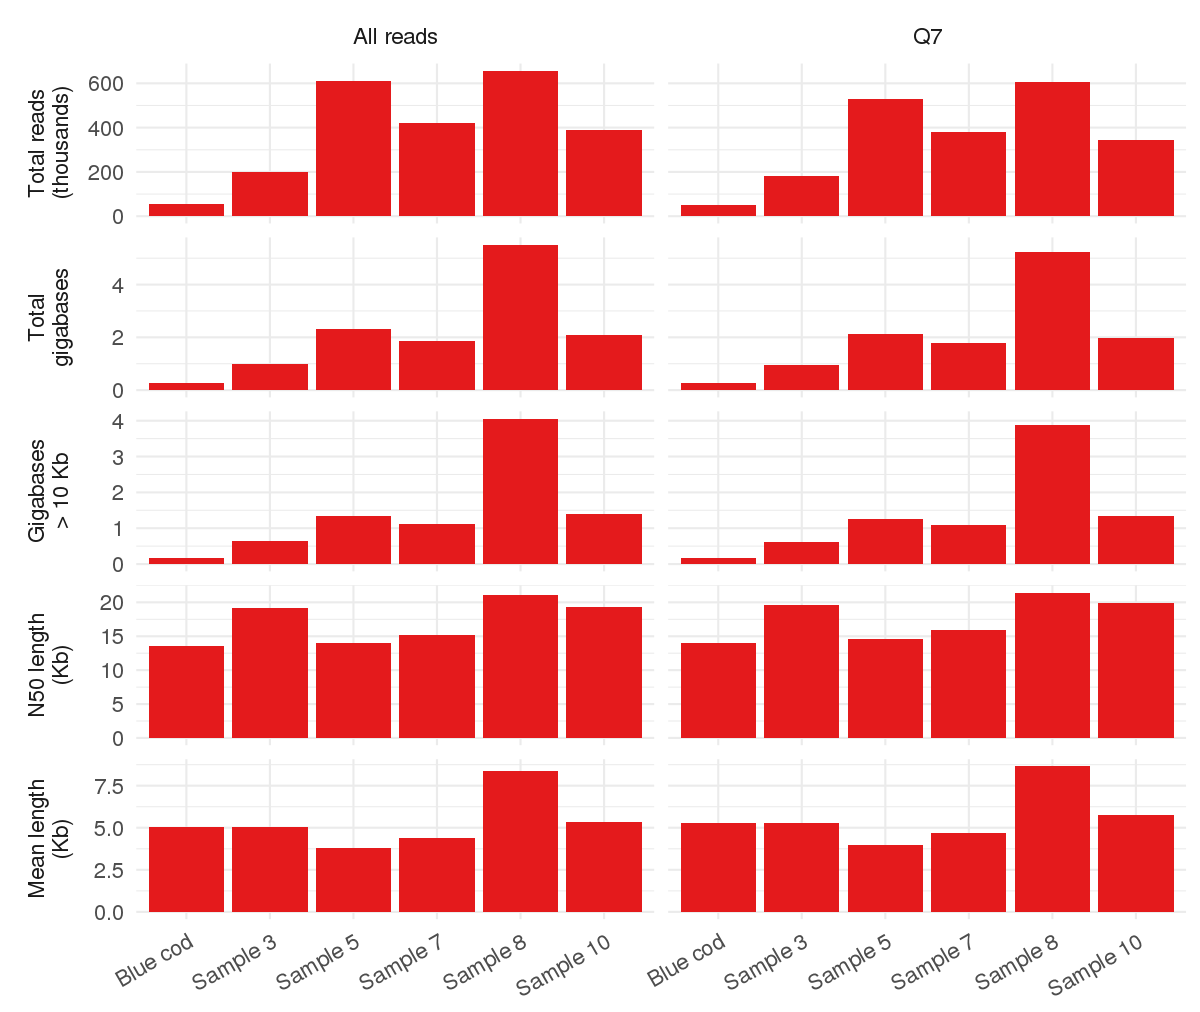 All reads
Q7
Total reads
(thousands)
600
400
200
0
Total
gigabases
4
2
0
Gigabases
> 10 Kb
4
3
2
1
0
N50 length
(Kb)
20
15
10
5
0
Mean length
(Kb)
7.5
5.0
2.5
0.0
Blue cod
Sample 3
Sample 5
Sample 7
Sample 8
Sample 10
Blue cod
Sample 3
Sample 5
Sample 7
Sample 8
Sample 10